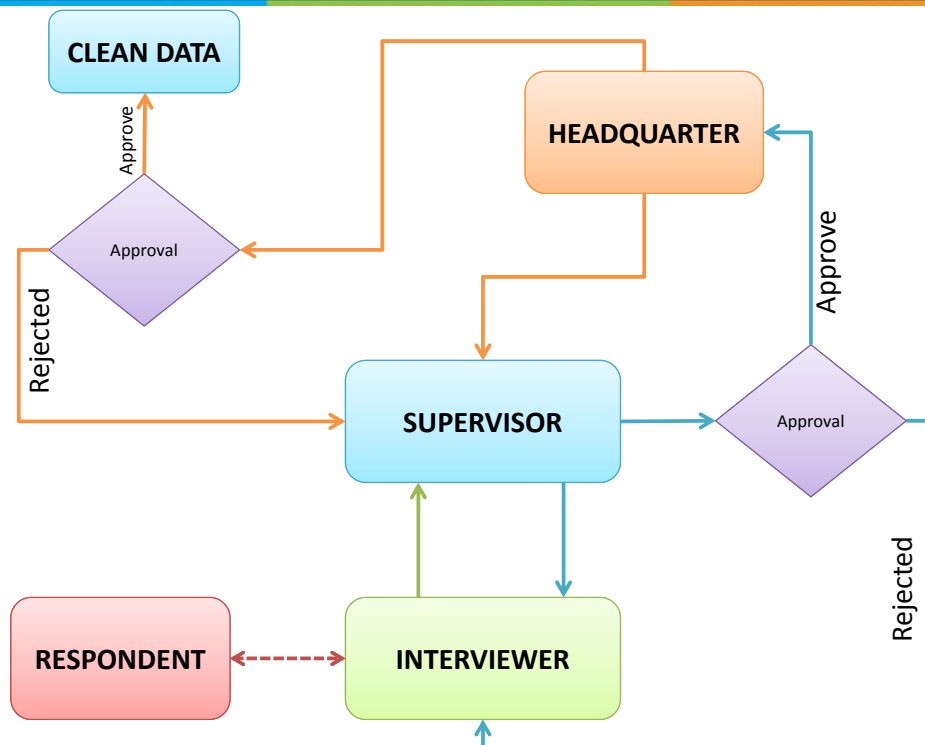 CLEAN DATA
HEADQUARTER
Approve
Approval
Approve
Rejected
SUPERVISOR
Approval
Rejected
RESPONDENT
INTERVIEWER